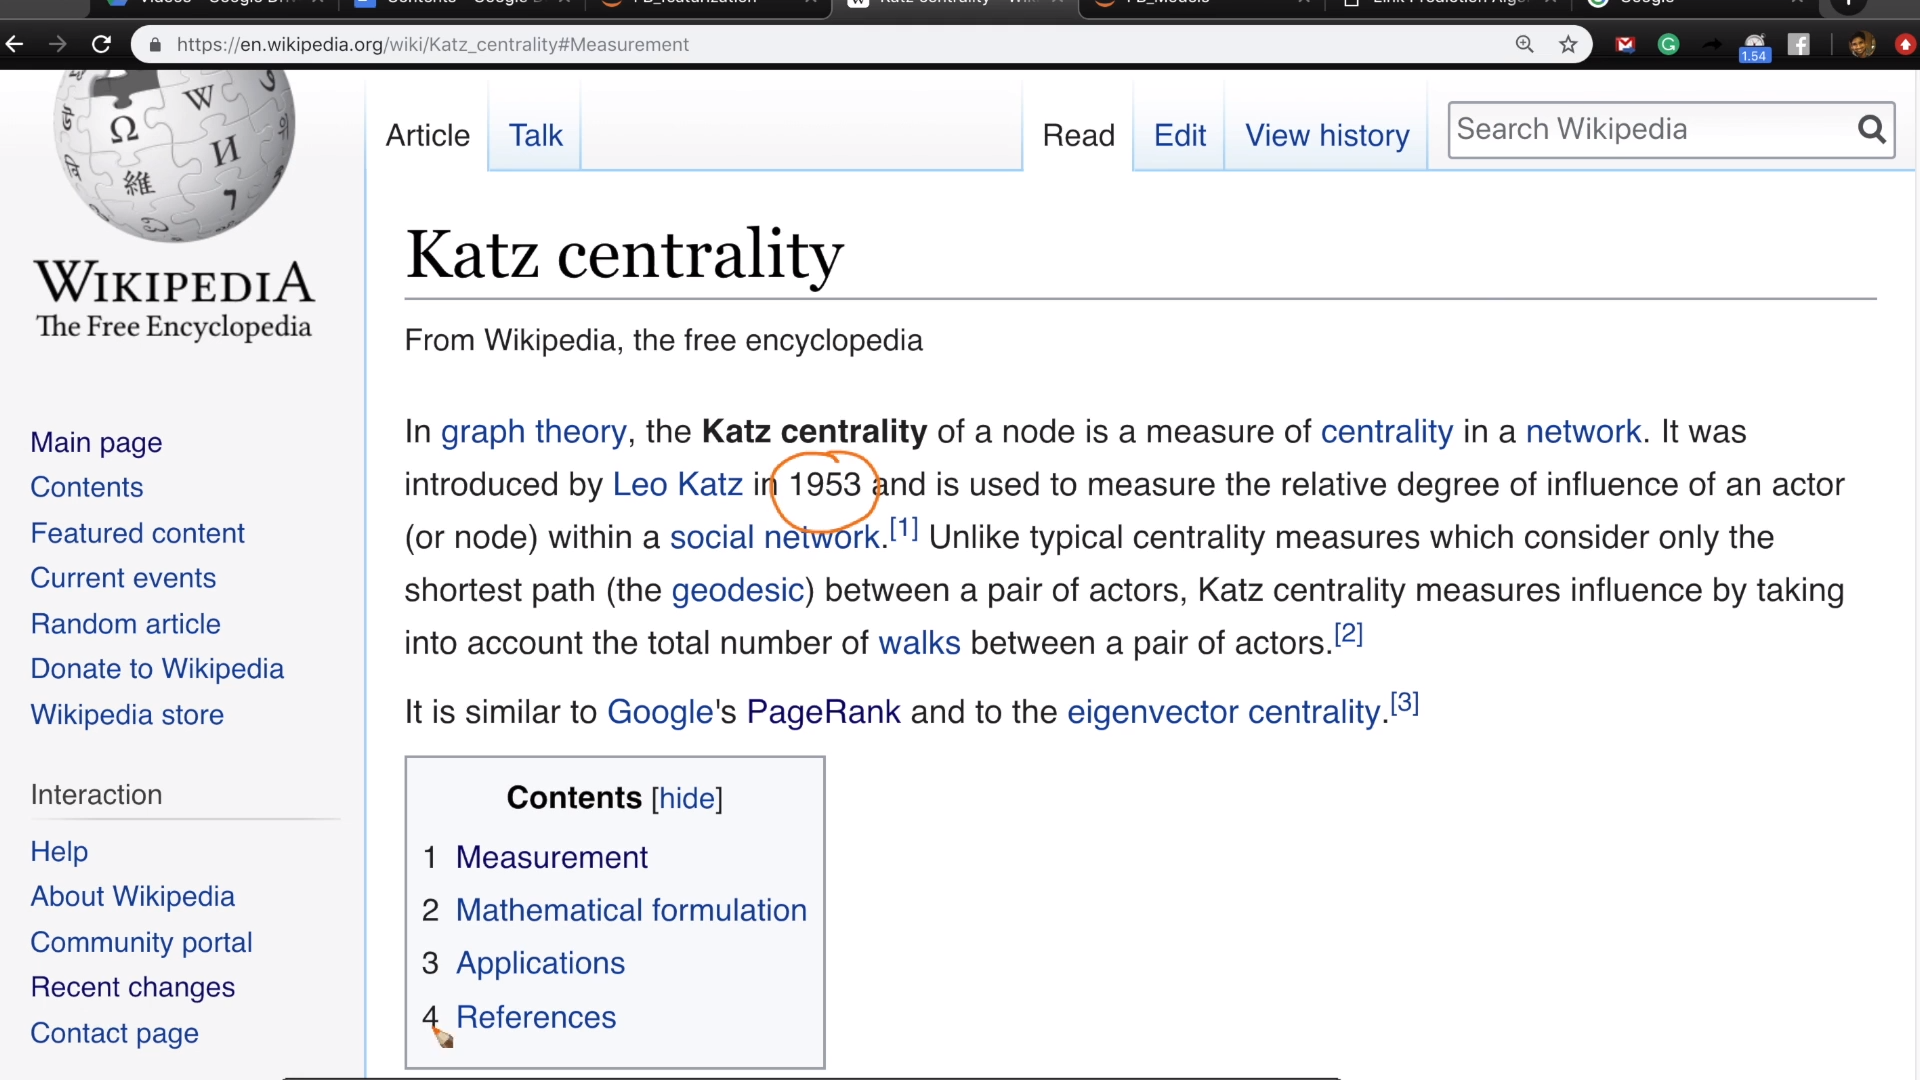 https://en.wikipedia.org/wiki/Katz_centrality#Measurement
1.54
Article
Talk
Read
Edit
View history
Search Wikipedia
WIKIPEDIA
The Free Encyclopedia
Katz centrality
From Wikipedia, the free encyclopedia
In graph theory, the Katz centrality of a node is a measure of centrality in a network. It was
introduced by Leo Katz in 1953 and is used to measure the relative degree of influence of an actor
(or node) within a social network.[1] Unlike typical centrality measures which consider only the
shortest path (the geodesic) between a pair of actors, Katz centrality measures influence by taking
into account the total number of walks between a pair of actors.[2]
It is similar to Google's PageRank and to the eigenvector centrality.[3]
Contents [hide]
1 Measurement
2 Mathematical formulation
3 Applications
4 References
Main page
Contents
Featured content
Current events
Random article
Donate to Wikipedia
Wikipedia store
Interaction
Help
About Wikipedia
Community portal
Recent changes
Contact page